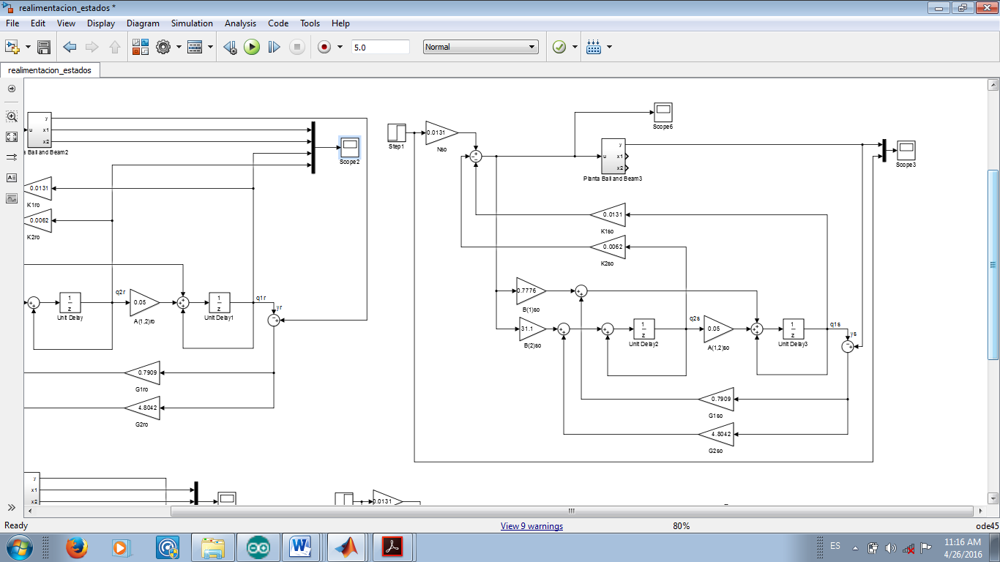 realimentacion_estados *
File Edit View Display Diagram Simulation Analysis Code Tools Help
5.0
Normal
realimentacion_estados
y
u
x1
x2
Ball and Beam2
Scope2
0.0131
K1ro
0.0062
K2ro
1
z
Unit Delay
q2r
0.05
A(1,2)ro
1
z
Unit Delay1
q1r
yr
0.7909
G1ro
4.8042
G2ro
y
x1
x2
Step1
0.0131
Nso
Scope6
u
y
x1
x2
Planta Ball and Beam3
Scope3
0.0131
K1so
0.0062
K2so
0.7776
B(1)so
31.1
B(2)so
1
z
Unit Delay2
q2s
0.05
A(1,2)so
1
z
Unit Delay3
q1s
ys
0.7909
G1so
4.8042
G2so
0.0131
Ready
View 9 warnings
80%
ode45
ES
11:16 AM
4/26/2016